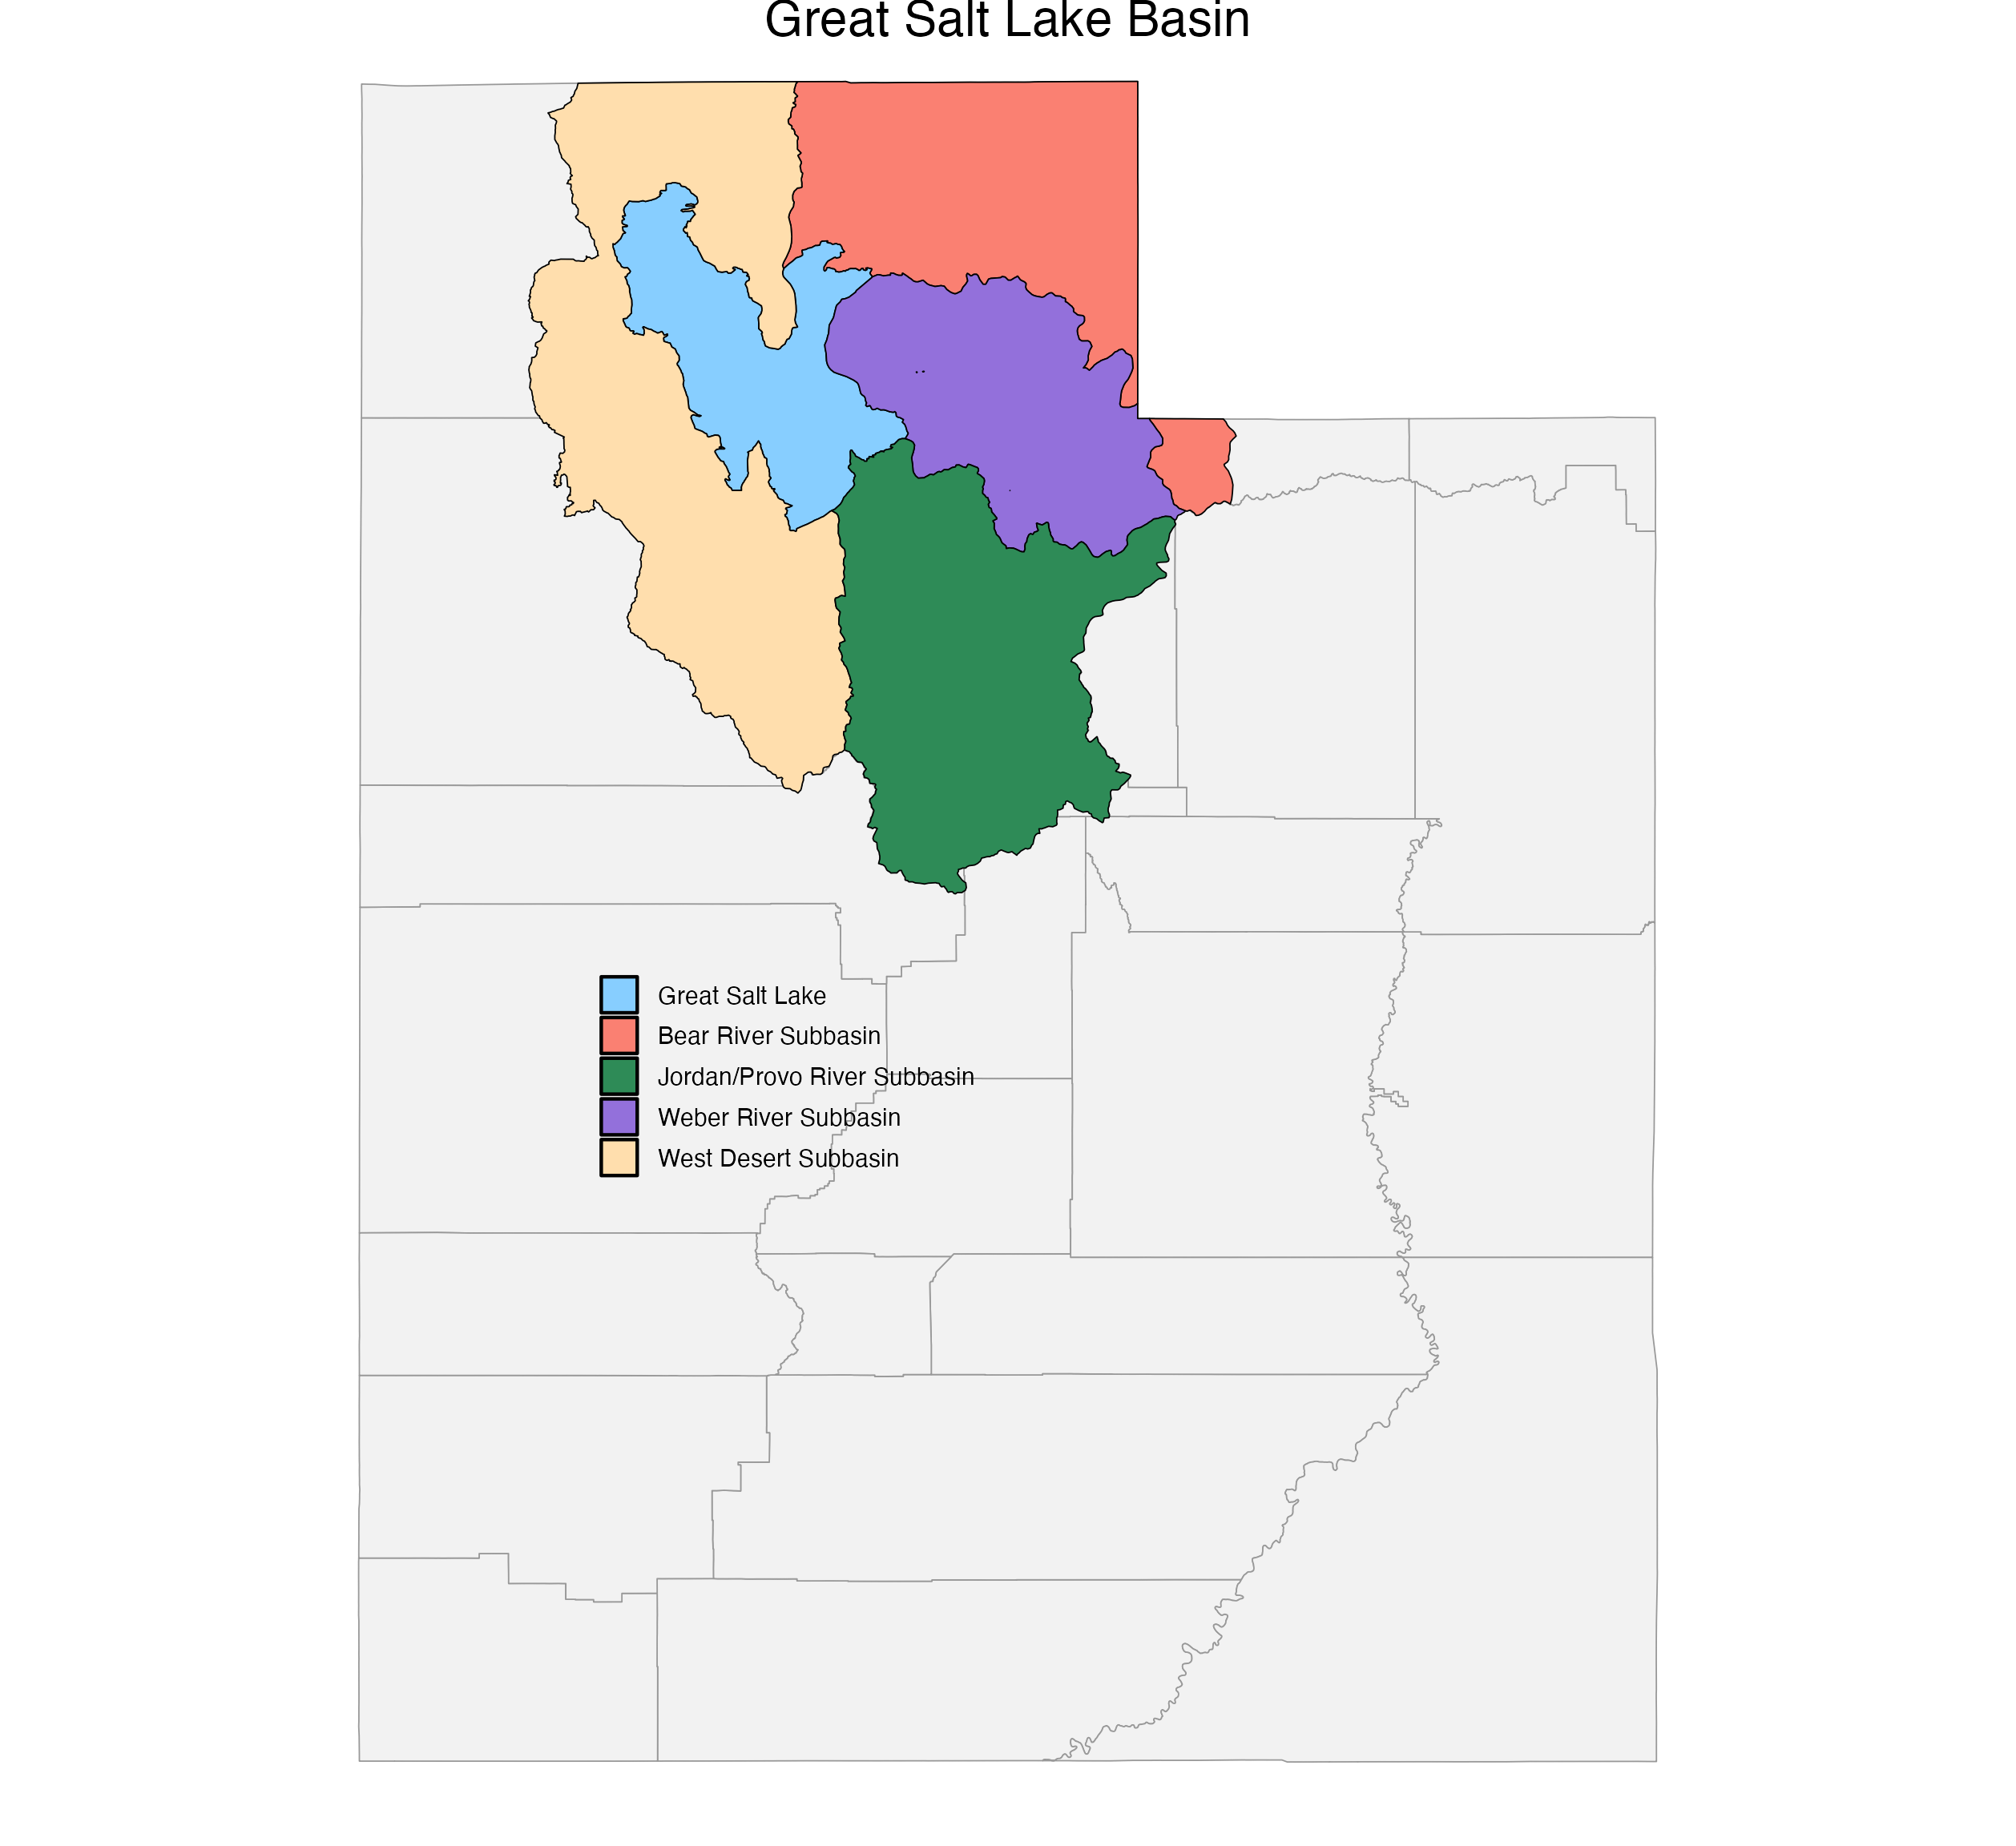 Great Salt Lake Basin
Great Salt Lake
Bear River Subbasin
Jordan/Provo River Subbasin
Weber River Subbasin
West Desert Subbasin